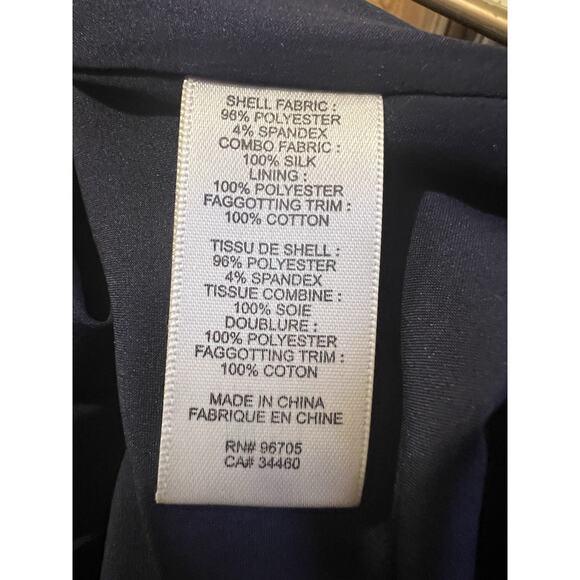 SHELL FABRIC :
96% POLYESTER
4% SPANDEX
COMBO FABRIC :
100% SILK
LINING :
100% POLYESTER
FAGGOTTING TRIM :
100% COTTON
TISSU DE SHELL :
96% POLYESTER
4% SPANDEX
TISSUE COMBINE :
100% SOIE
DOUBLURE :
100% POLYESTER
FAGGOTTING TRIM :
100% COTON
MADE IN CHINA
FABRIQUE EN CHINE
RN# 96705
CA# 34460